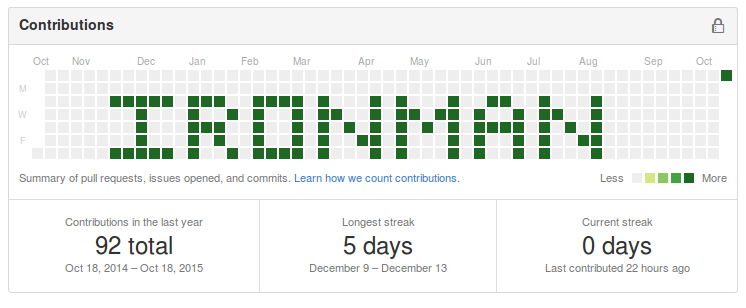 Contributions
Oct Nov Dec Jan Feb Mar Apr May Jun Jul Aug Sep Oct
M
W
F
IRONMAN
Summary of pull requests, issues opened, and commits. Learn how we count contributions.
Less More
Contributions in the last year
92 total
Oct 18, 2014 – Oct 18, 2015
Longest streak
5 days
December 9 – December 13
Current streak
0 days
Last contributed 22 hours ago